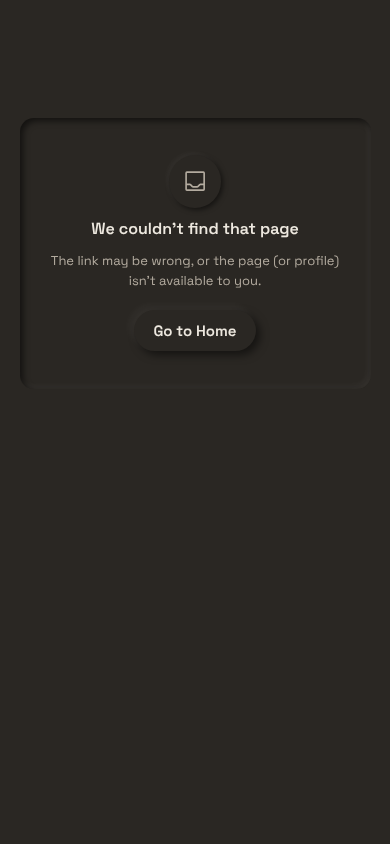 We couldn't find that page
The link may be wrong, or the page (or profile)
isn't available to you.
Go to Home